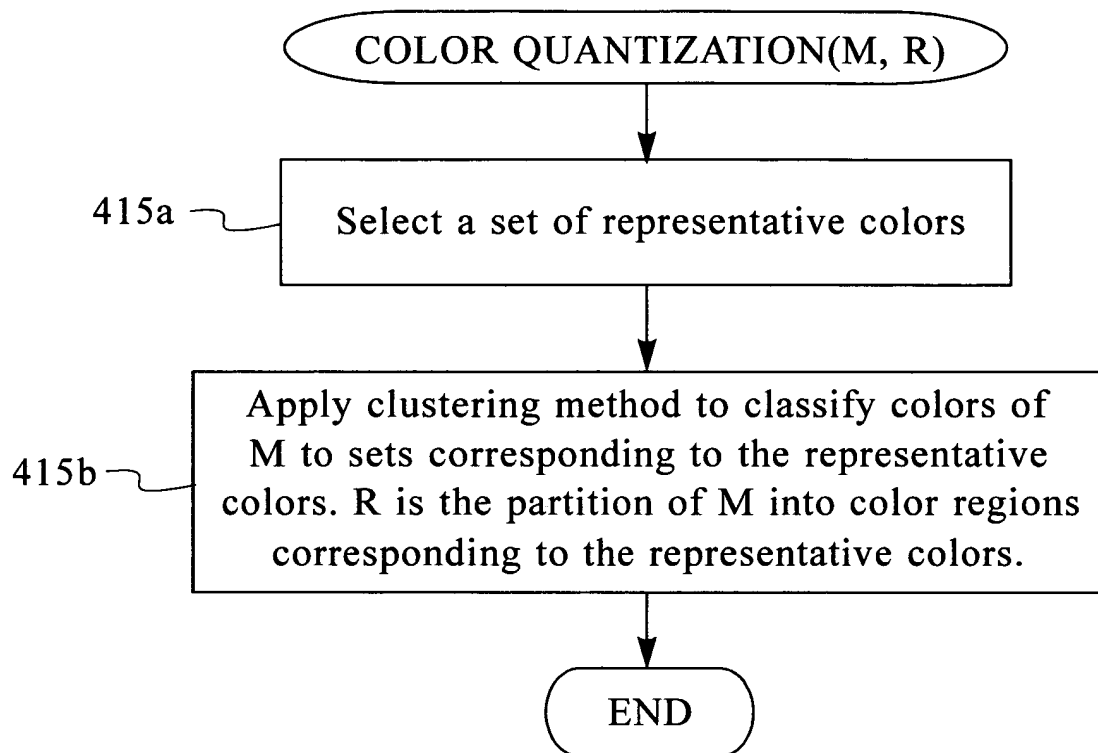 COLOR QUANTIZATION(M, R)
415a
Select a set of representative colors
Apply clustering method to classify colors of
M to sets corresponding to the representative
415b
colors. R is the partition of M into color regions
corresponding to the representative colors.
END